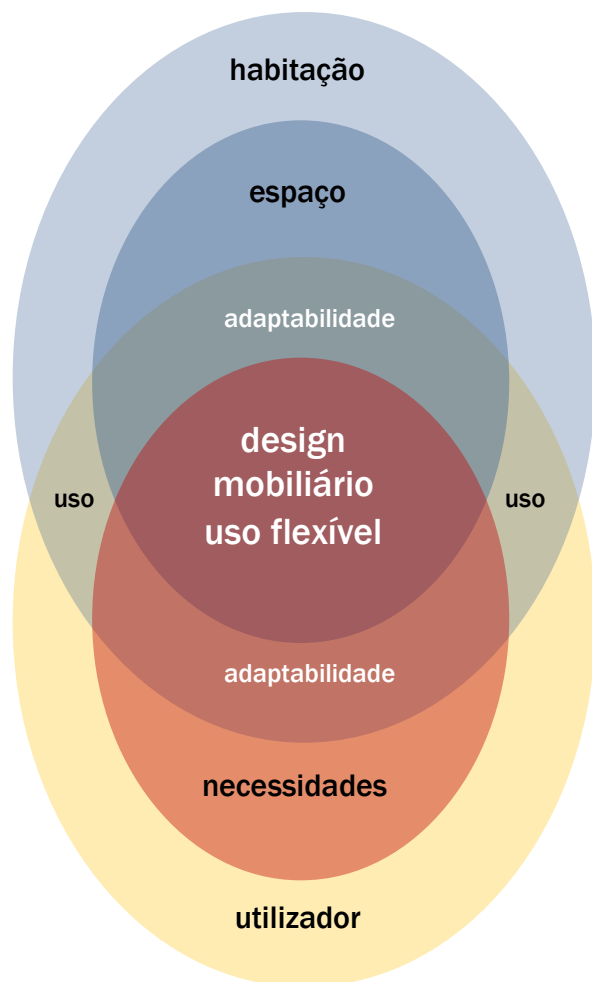 habitação
espaço
adaptabilidade
design
mobiliário
uso flexível
uso
uso
adaptabilidade
necessidades
utilizador